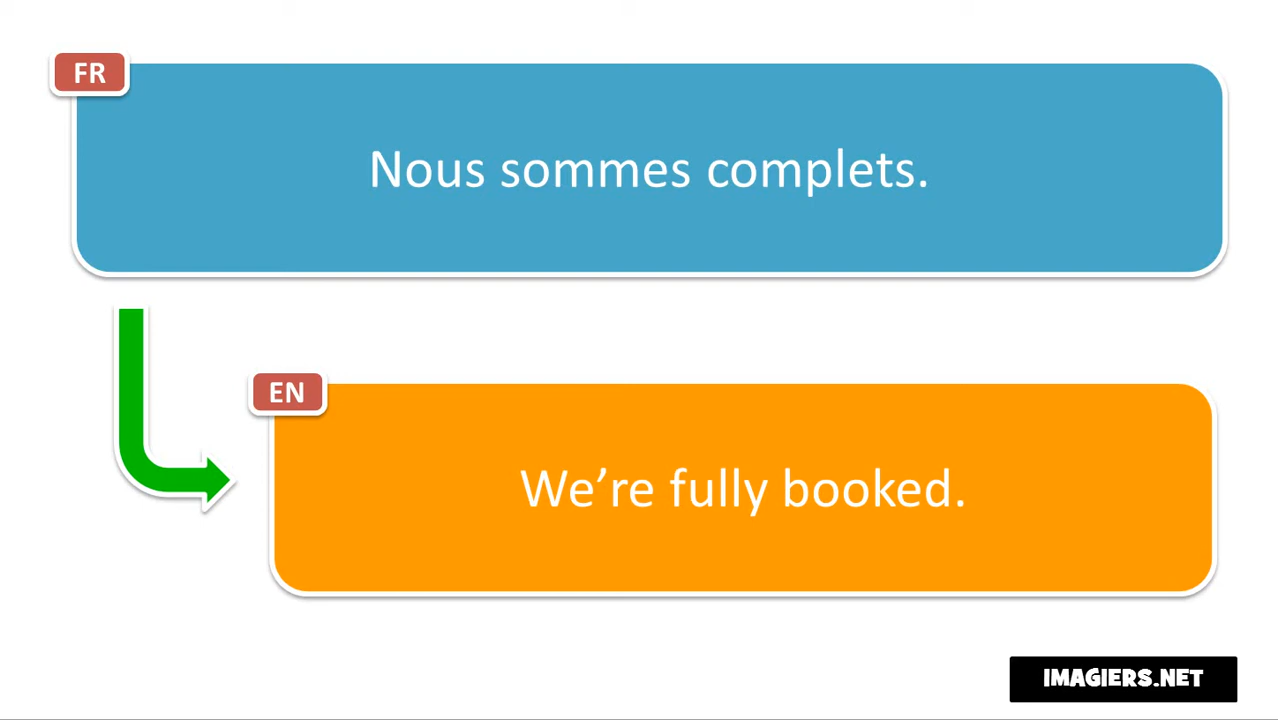 FR
Nous sommes complets.
EN
We’re fully booked.
IMAGIERS.NET